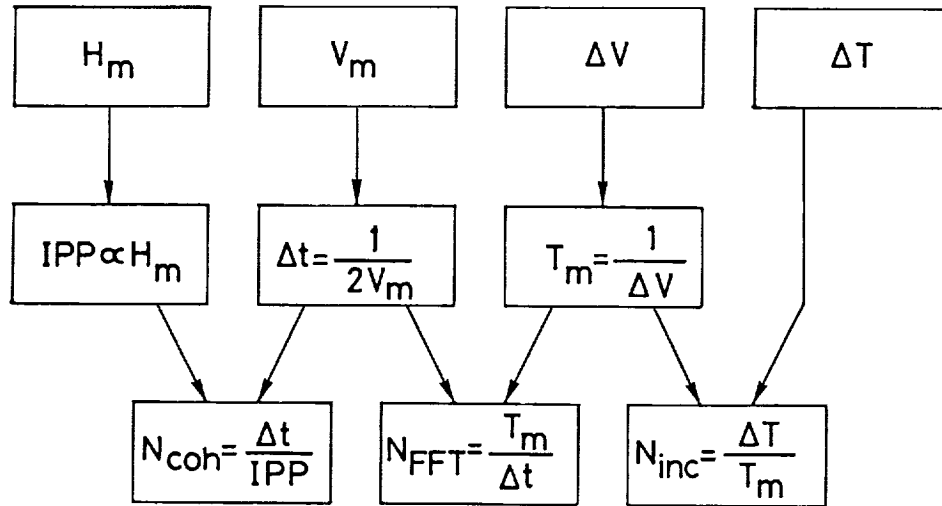 H_m
V_m
ΔV
ΔT
IPP ∝ H_m
Δt = 1 / 2V_m
T_m = 1 / ΔV
N_coh = Δt / IPP
N_FFT = T_m / Δt
N_inc = ΔT / T_m